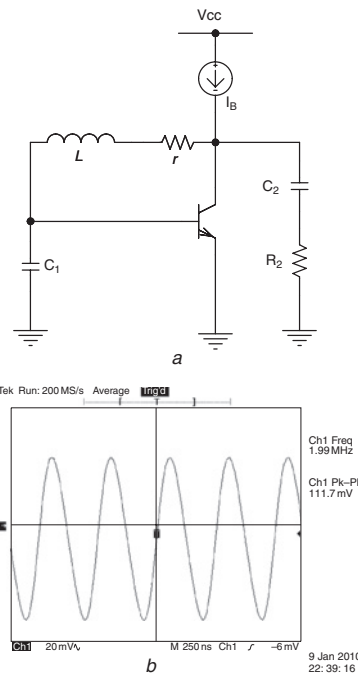 Vcc
I_B
L
r
C₂
C₁
R₂
a
Tek Run: 200 MS/s Average Trig'd
Ch1 Freq
1.99 MHz
Ch1 Pk–Pk
111.7 mV
Ch1 20 mV∿ M 250 ns Ch1 ƒ –6 mV
9 Jan 2010
22: 39: 16
b